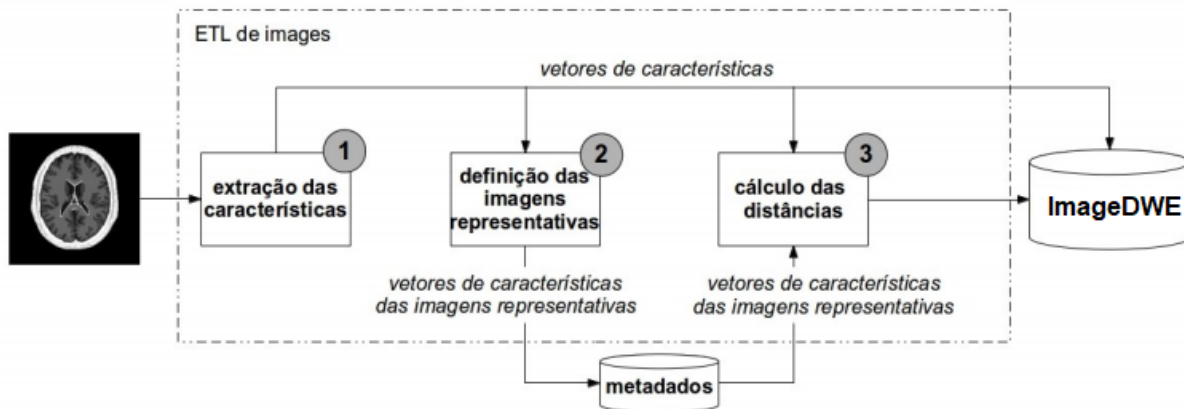 ETL de images
vetores de características
1
extração das
características
2
definição das
imagens
representativas
3
cálculo das
distâncias
ImageDWE
vetores de características
das imagens representativas
vetores de características
das imagens representativas
metadados